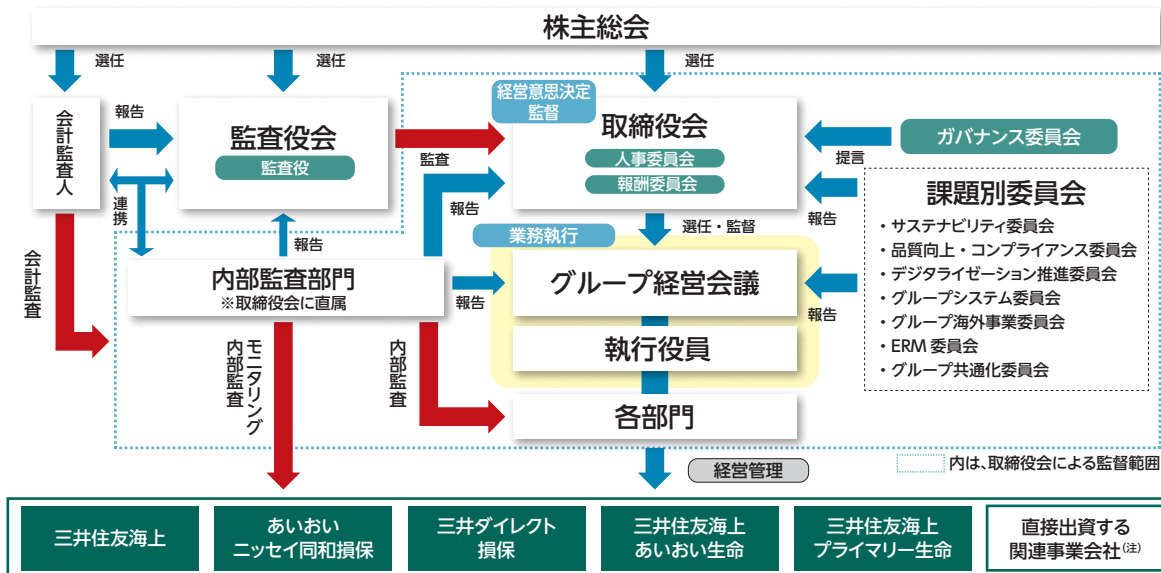 株主総会
選任
選任
選任
会計監査人
報告
監査役会
監査役
監査
経営意思決定
監督
取締役会
人事委員会
報酬委員会
提言
ガバナンス委員会
連携
報告
報告
選任・監督
報告
課題別委員会
・サステナビリティ委員会
・品質向上・コンプライアンス委員会
・デジタライゼーション推進委員会
・グループシステム委員会
・グループ海外事業委員会
・ERM 委員会
・グループ共通化委員会
会計監査
内部監査部門
※取締役会に直属
報告
業務執行
グループ経営会議
報告
執行役員
モニタリング
内部監査
内部監査
各部門
経営管理
内は、取締役会による監督範囲
三井住友海上
あいおい
ニッセイ同和損保
三井ダイレクト
損保
三井住友海上
あいおい生命
三井住友海上
プライマリー生命
直接出資する
関連事業会社(注)